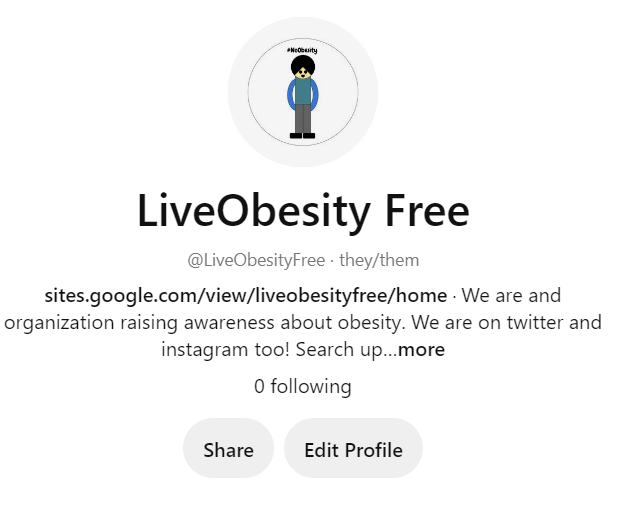 #NoObesity
LiveObesity Free
@LiveObesityFree · they/them
sites.google.com/view/liveobesityfree/home · We are and
organization raising awareness about obesity. We are on twitter and
instagram too! Search up...more
0 following
Share Edit Profile